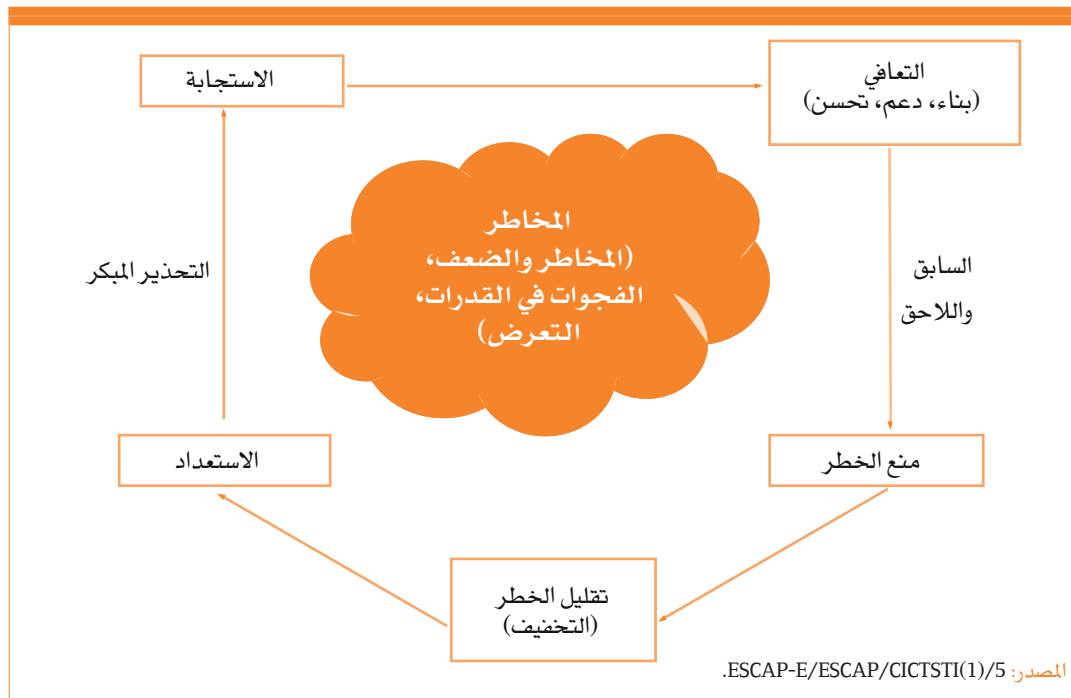 التعافي
(بناء، دعم، تحسن)
الاستجابة
المخاطر
(المخاطر والضعف،
الفجوات في القدرات،
التعرض)
السابق
واللاحق
التحذير المبكر
منع الخطر
الاستعداد
تقليل الخطر
(التخفيف)
المصدر: ESCAP-E/ESCAP/CICTSTI(1)/5.